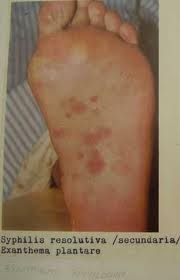 Syphilis resolutiva /secundaria/
Exanthema plantare